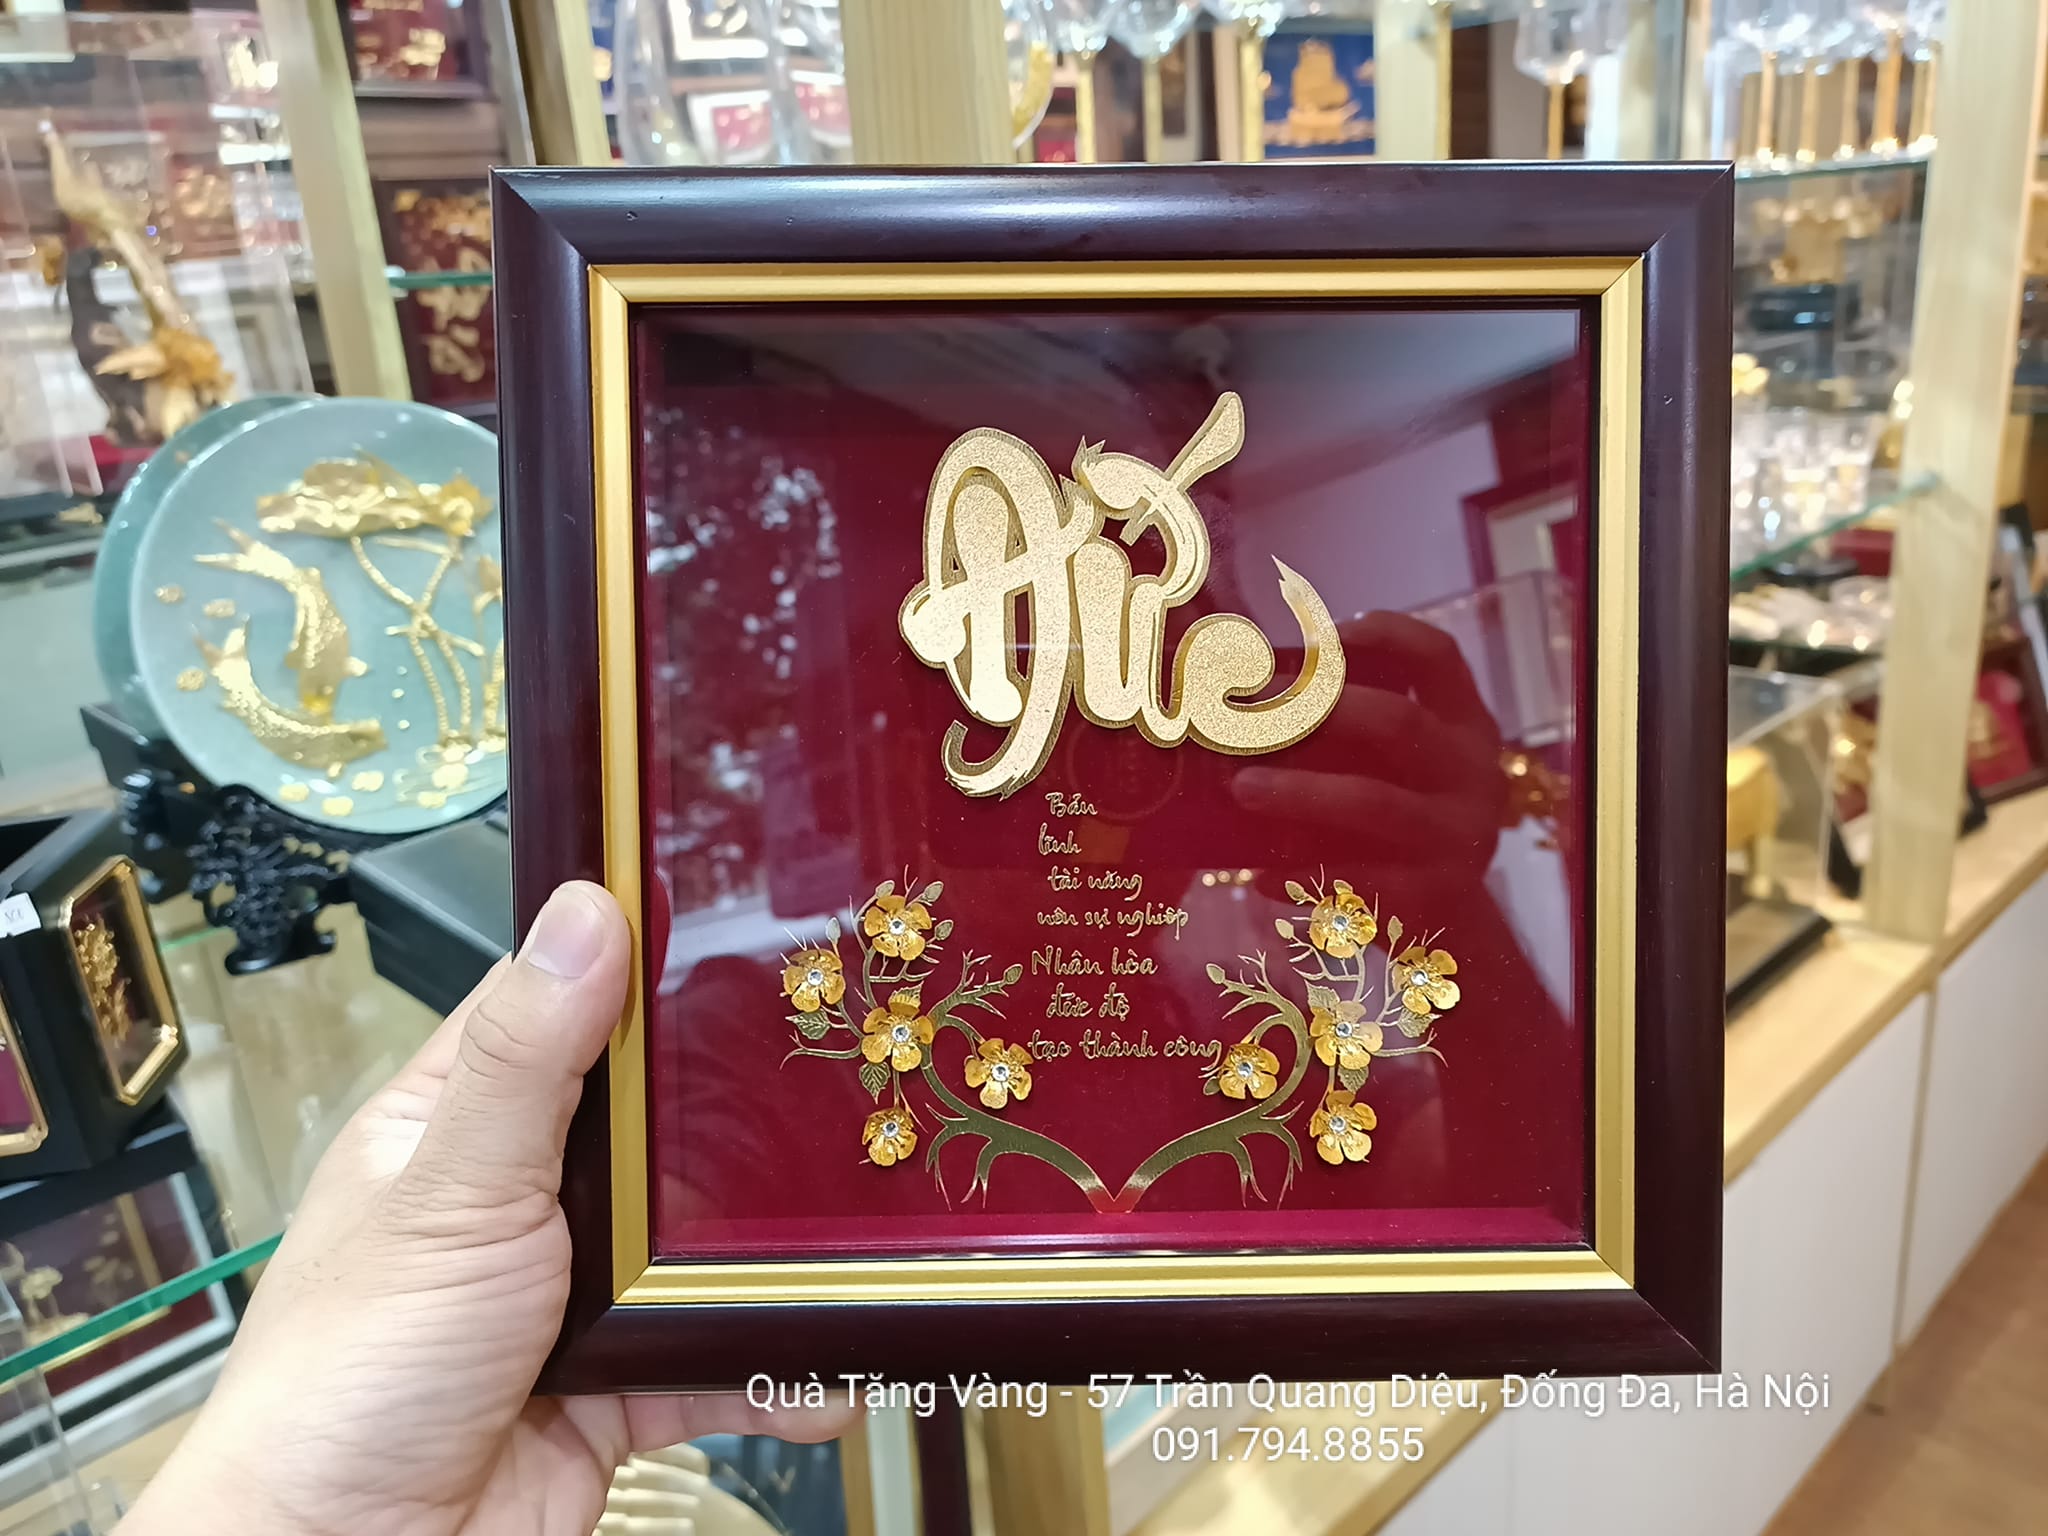 Đức
Bản
lĩnh
tài năng
nên sự nghiệp
Nhân hòa
đức độ
tạo thành công
Quà Tặng Vàng - 57 Trần Quang Diệu, Đống Đa, Hà Nội
091.794.8855